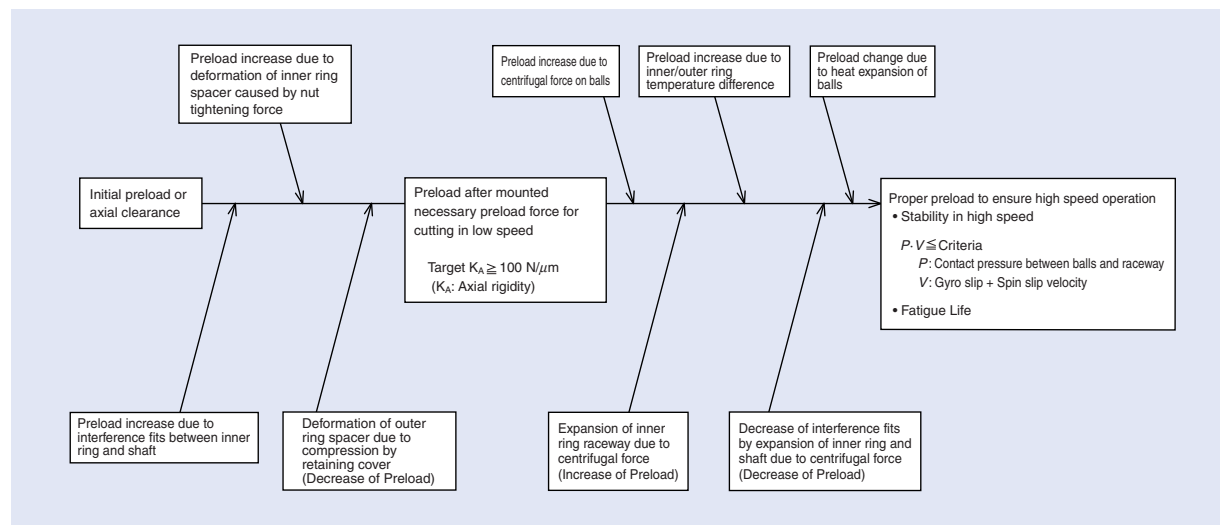 Preload increase due to
deformation of inner ring
spacer caused by nut
tightening force
Preload increase due to
centrifugal force on balls
Preload increase due to
inner/outer ring
temperature difference
Preload change due
to heat expansion of
balls
Initial preload or
axial clearance
Preload after mounted
necessary preload force for
cutting in low speed
Target KA ≧ 100 N/μm
(KA: Axial rigidity)
Proper preload to ensure high speed operation
• Stability in high speed
P·V≦Criteria
P: Contact pressure between balls and raceway
V: Gyro slip + Spin slip velocity
• Fatigue Life
Preload increase due to
interference fits between inner
ring and shaft
Deformation of outer
ring spacer due to
compression by
retaining cover
(Decrease of Preload)
Expansion of inner
ring raceway due to
centrifugal force
(Increase of Preload)
Decrease of interference fits
by expansion of inner ring and
shaft due to centrifugal force
(Decrease of Preload)